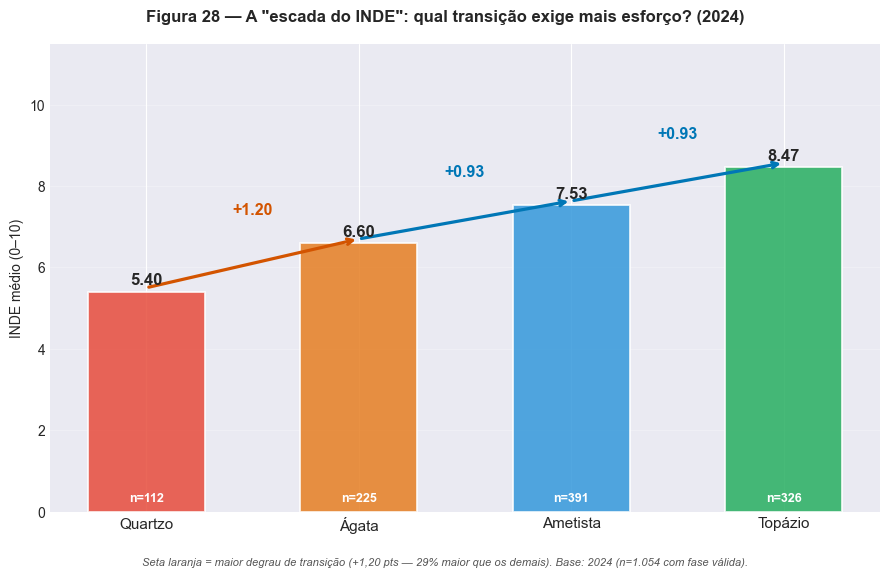 Figura 28 — A "escada do INDE": qual transição exige mais esforço? (2024)
INDE médio (0–10)
10
8
6
4
2
0
+1.20
+0.93
+0.93
5.40
6.60
7.53
8.47
n=112
n=225
n=391
n=326
Quartzo
Ágata
Ametista
Topázio
Seta laranja = maior degrau de transição (+1,20 pts — 29% maior que os demais). Base: 2024 (n=1.054 com fase válida).